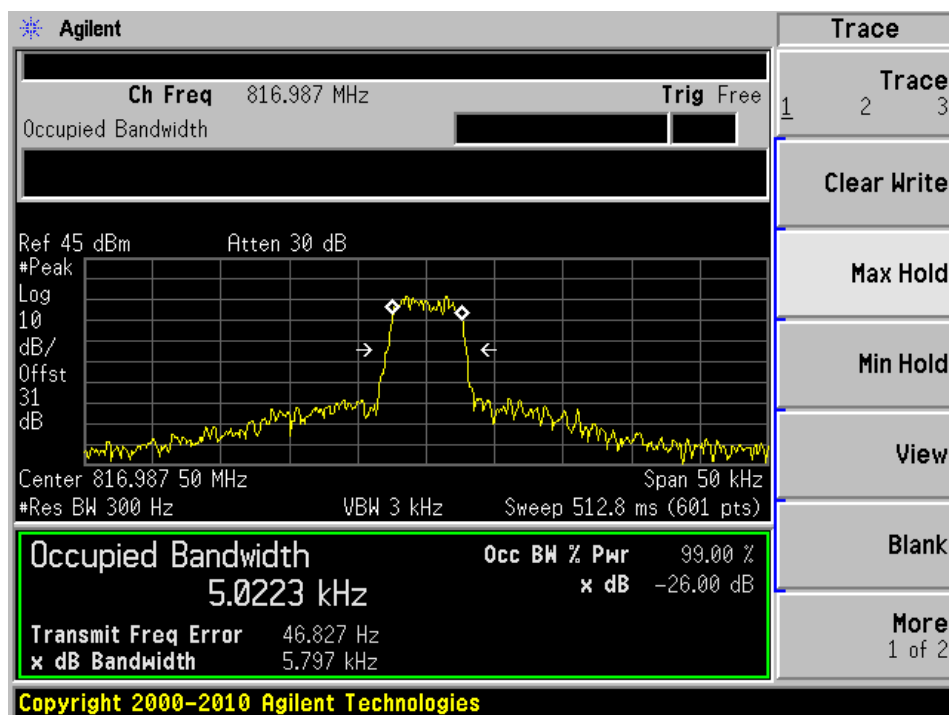 Agilent
Trace
Ch Freq 816.987 MHz Trig Free
Occupied Bandwidth
Trace
1 2 3
Clear Write
Ref 45 dBm Atten 30 dB
#Peak
Log
10
dB/
Offst
31
dB
Max Hold
Min Hold
View
Center 816.987 50 MHz Span 50 kHz
#Res BW 300 Hz VBW 3 kHz Sweep 512.8 ms (601 pts)
Occupied Bandwidth Occ BW % Pwr 99.00 %
5.0223 kHz x dB -26.00 dB
Transmit Freq Error 46.827 Hz
x dB Bandwidth 5.797 kHz
Blank
More
1 of 2
Copyright 2000-2010 Agilent Technologies